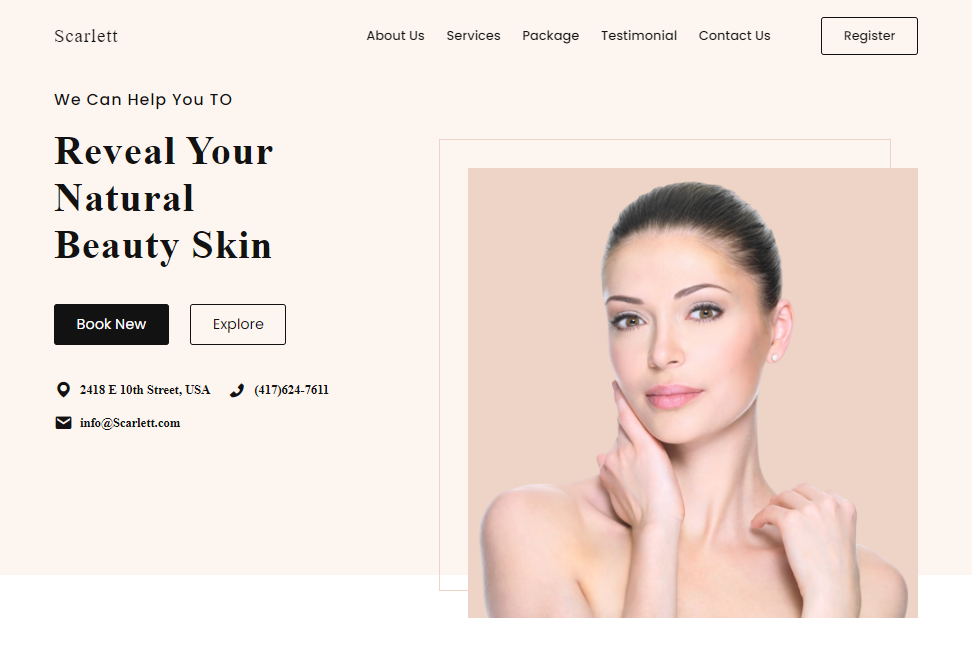 Scarlett
About Us Services Package Testimonial Contact Us Register
We Can Help You TO
Reveal Your
Natural
Beauty Skin
Book New Explore
2418 E 10th Street, USA (417)624-7611
info@Scarlett.com